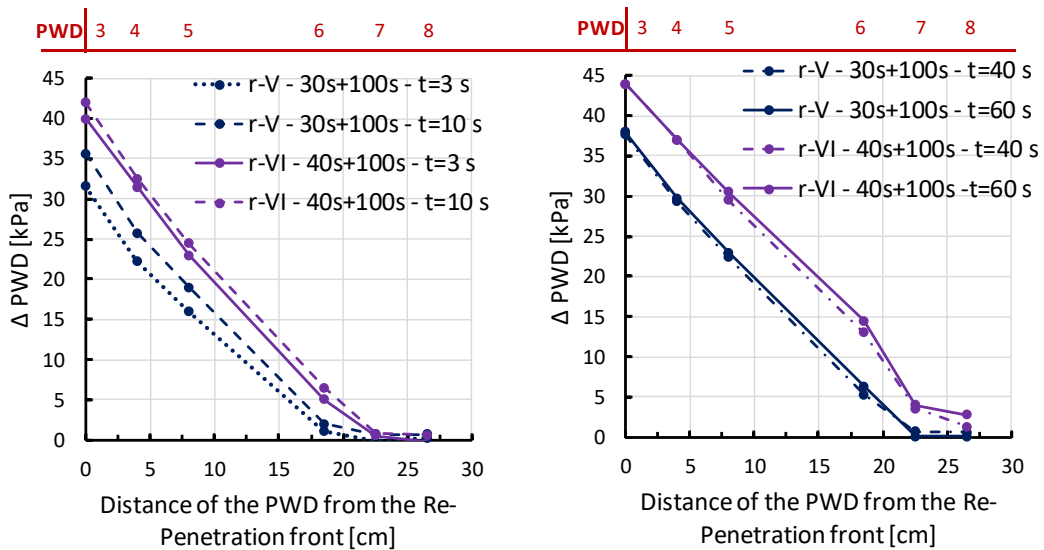 PWD 3 4 5 6 7 8
45
40
35
30
25
20
15
10
5
0
Δ PWD [kPa]
r-V - 30s+100s - t=3 s
r-V - 30s+100s - t=10 s
r-VI - 40s+100s - t=3 s
r-VI - 40s+100s - t=10 s
0 5 10 15 20 25 30
Distance of the PWD from the Re-
Penetration front [cm]
PWD 3 4 5 6 7 8
45
40
35
30
25
20
15
10
5
0
Δ PWD [kPa]
r-V - 30s+100s - t=40 s
r-V - 30s+100s - t=60 s
r-VI - 40s+100s - t=40 s
r-VI - 40s+100s -t=60 s
0 5 10 15 20 25 30
Distance of the PWD from the Re-
Penetration front [cm]